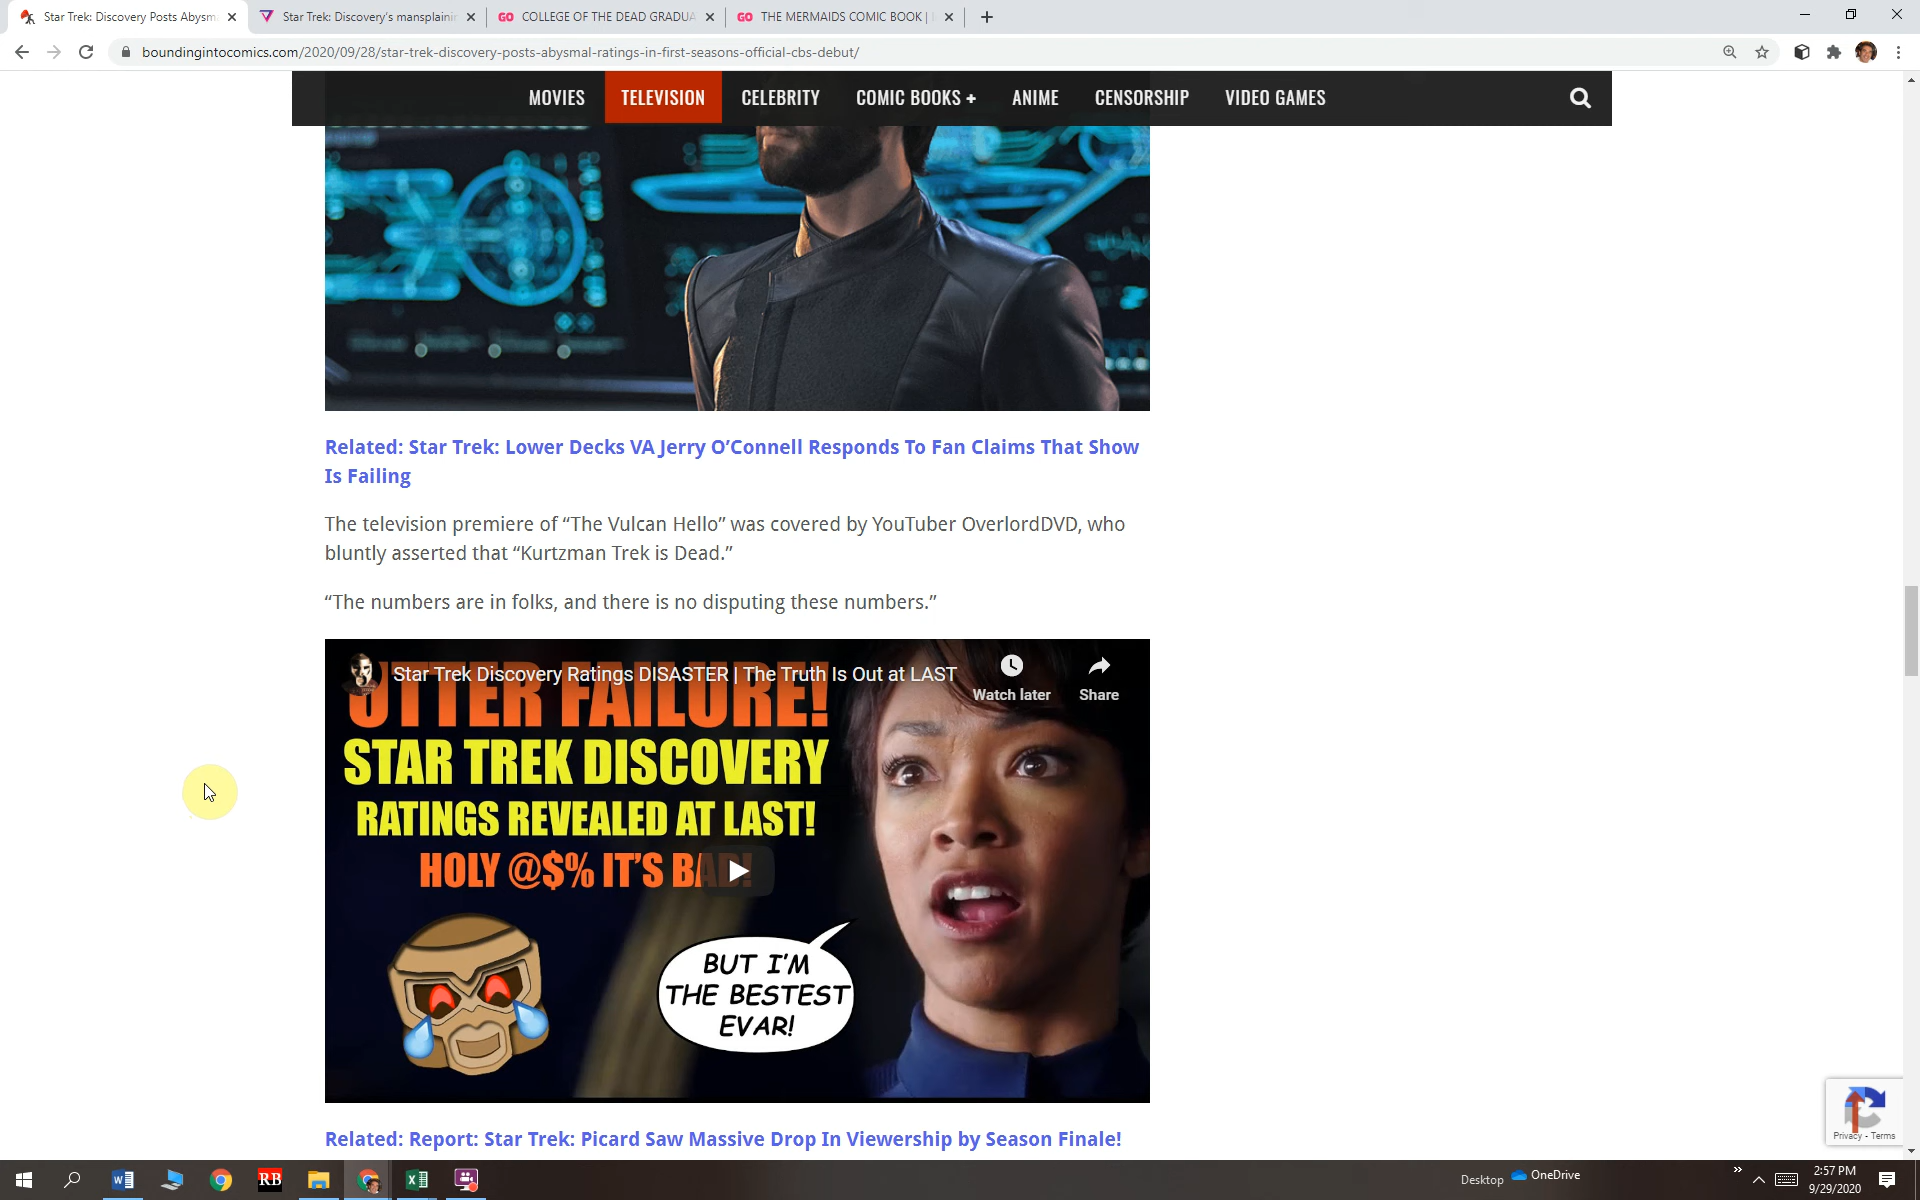 Star Trek: Discovery Posts Abysm
Star Trek: Discovery's mansplainin
GO COLLEGE OF THE DEAD GRADUA
GO THE MERMAIDS COMIC BOOK |
boundingintocomics.com/2020/09/28/star-trek-discovery-posts-abysmal-ratings-in-first-seasons-official-cbs-debut/
MOVIES TELEVISION CELEBRITY COMIC BOOKS + ANIME CENSORSHIP VIDEO GAMES
Related: Star Trek: Lower Decks VA Jerry O’Connell Responds To Fan Claims That Show
Is Failing
The television premiere of “The Vulcan Hello” was covered by YouTuber OverlordDVD, who
bluntly asserted that “Kurtzman Trek is Dead.”
“The numbers are in folks, and there is no disputing these numbers.”
Star Trek Discovery Ratings DISASTER | The Truth Is Out at LAST
Watch later
Share
UTTER FAILURE!
STAR TREK DISCOVERY
RATINGS REVEALED AT LAST!
HOLY @$% IT'S BAD!
BUT I'M
THE BESTEST
EVAR!
Related: Report: Star Trek: Picard Saw Massive Drop In Viewership by Season Finale!
Privacy - Terms
RB
Desktop
OneDrive
2:57 PM
9/29/2020